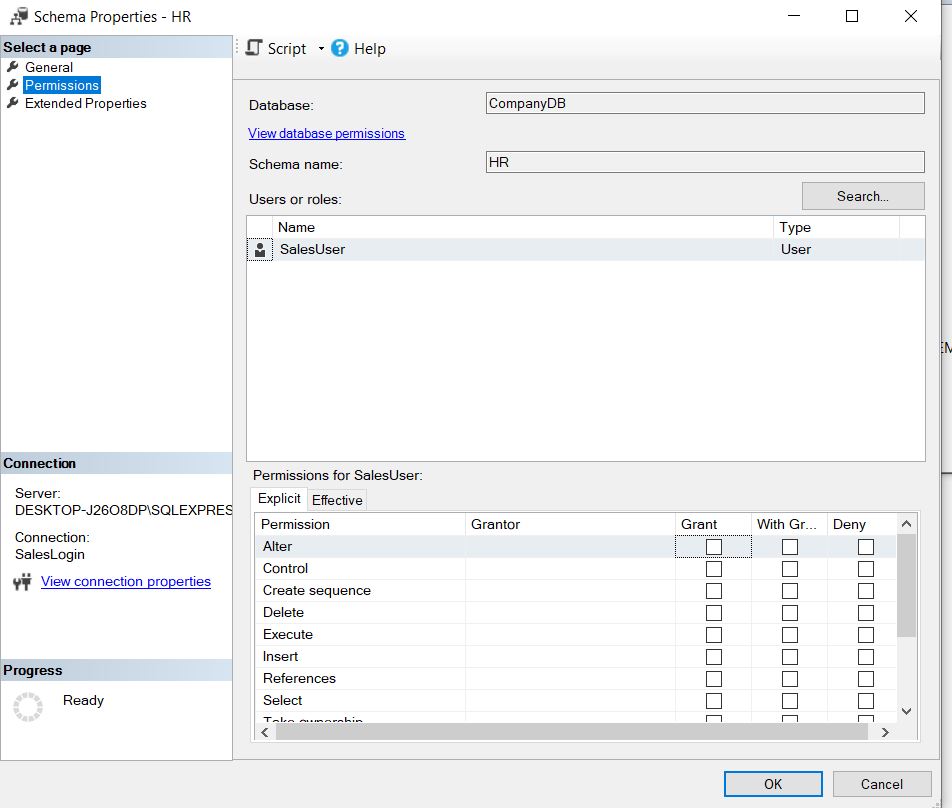 Schema Properties - HR
Select a page
General
Permissions
Extended Properties
Script
Help
Database:
CompanyDB
View database permissions
Schema name:
HR
Users or roles:
Search...
Name Type
SalesUser User
Permissions for SalesUser:
Explicit Effective
Permission Grantor Grant With Gr... Deny
Alter
Control
Create sequence
Delete
Execute
Insert
References
Select
Take ownership
Connection
Server:
DESKTOP-J26O8DP\SQLEXPRES
Connection:
SalesLogin
View connection properties
Progress
Ready
OK Cancel